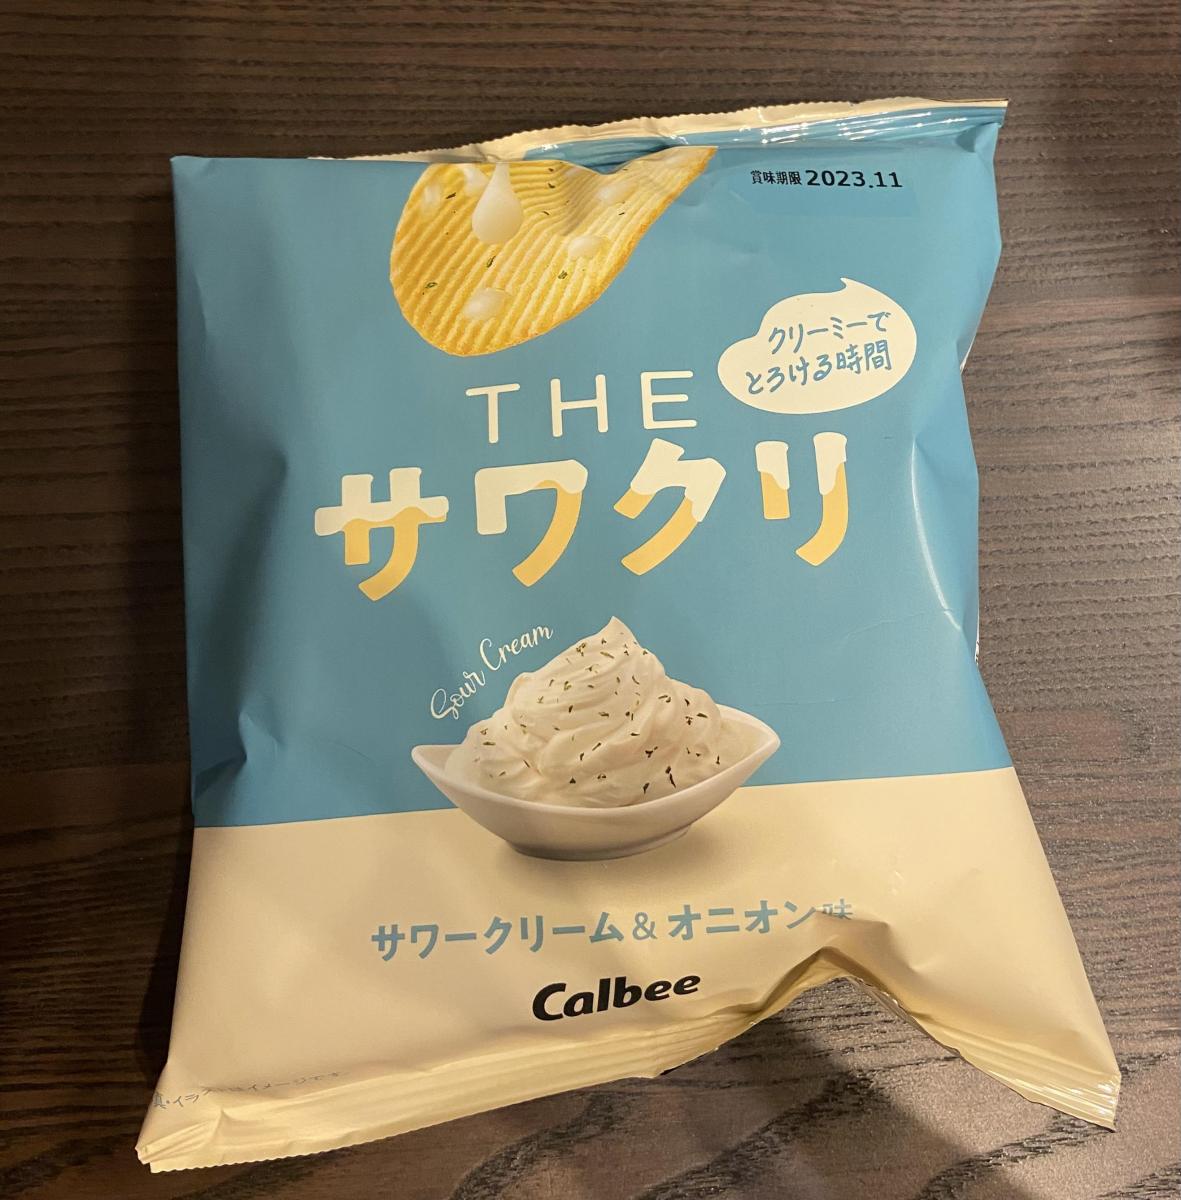 賞味期限 2023.11
クリーミーで
とろける時間
THE
サワクリ
Sour Cream
サワークリーム&オニオン味
Calbee